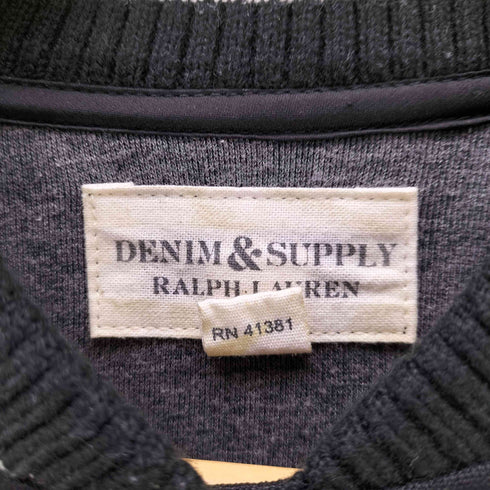 DENIM & SUPPLY
RALPH LAUREN
RN 41381